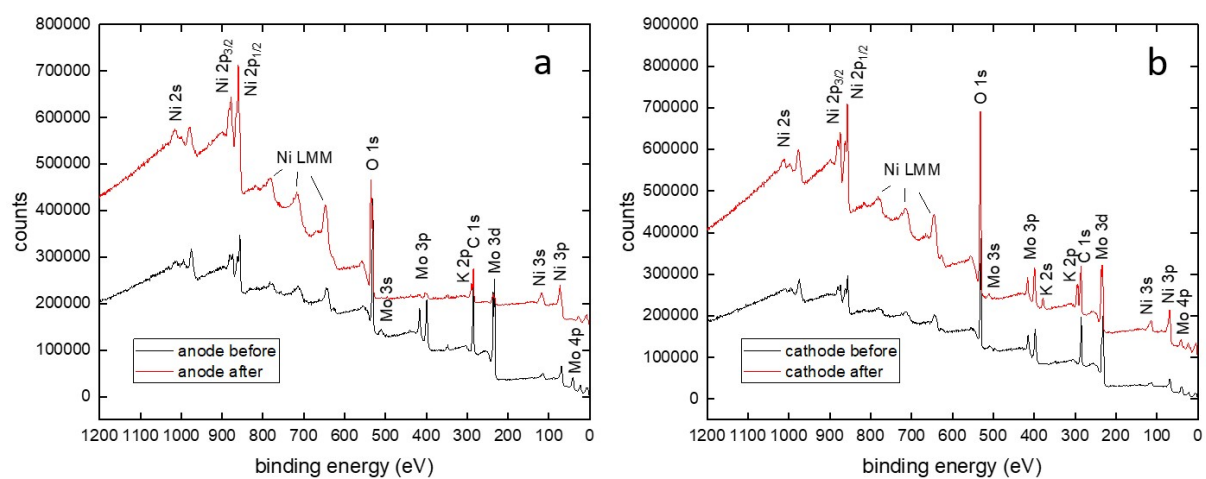 a
800000
700000
600000
500000
400000
300000
200000
100000
0
counts
Ni 2s
Ni 2p3/2
Ni 2p1/2
Ni LMM
O 1s
Mo 3s
Mo 3p
K 2p
C 1s
Mo 3d
Ni 3s
Ni 3p
Mo 4p
anode before
anode after
1200 1100 1000 900 800 700 600 500 400 300 200 100 0
binding energy (eV)
b
900000
800000
700000
600000
500000
400000
300000
200000
100000
0
counts
Ni 2s
Ni 2p3/2
Ni 2p1/2
Ni LMM
O 1s
Mo 3s
Mo 3p
K 2s
K 2p
C 1s
Mo 3d
Ni 3s
Ni 3p
Mo 4p
cathode before
cathode after
1200 1100 1000 900 800 700 600 500 400 300 200 100 0
binding energy (eV)